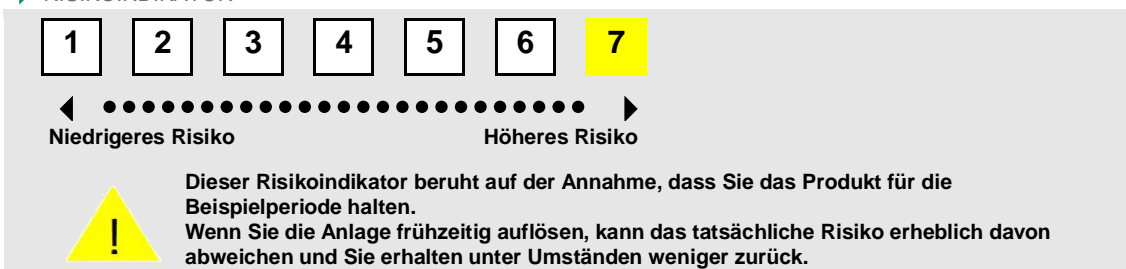 1 2 3 4 5 6 7
Niedrigeres Risiko Höheres Risiko
Dieser Risikoindikator beruht auf der Annahme, dass Sie das Produkt für die
Beispielperiode halten.
! Wenn Sie die Anlage frühzeitig auflösen, kann das tatsächliche Risiko erheblich davon
abweichen und Sie erhalten unter Umständen weniger zurück.